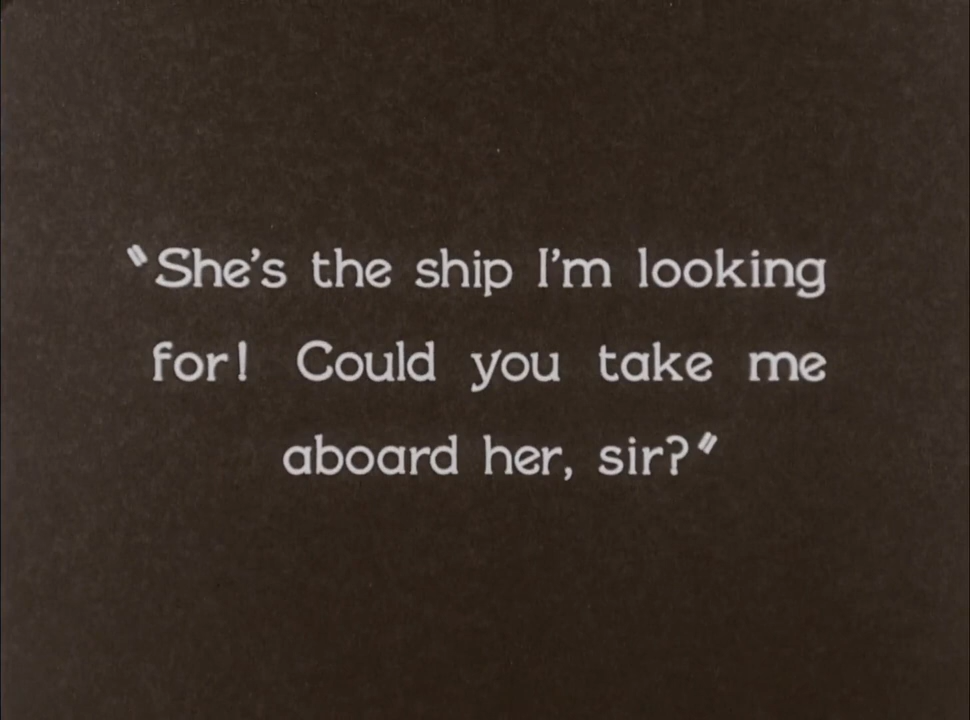 "She's the ship I'm looking
for! Could you take me
aboard her, sir?"